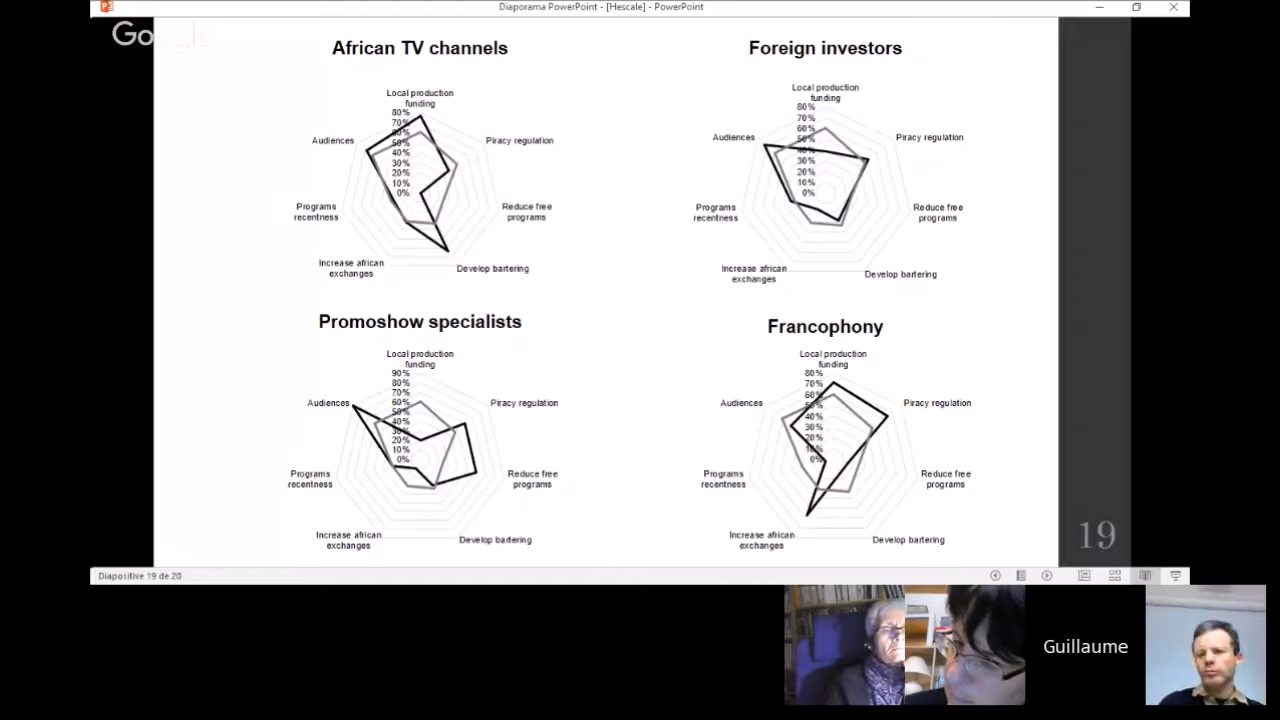 Diaporama PowerPoint - [Hescale] - PowerPoint
Google
African TV channels
Local production
funding
80%
70%
60%
50%
40%
30%
20%
10%
0%
Audiences
Piracy regulation
Programs
recentness
Reduce free
programs
Increase african
exchanges
Develop bartering
Foreign investors
Local production
funding
80%
70%
60%
50%
40%
30%
20%
10%
0%
Audiences
Piracy regulation
Programs
recentness
Reduce free
programs
Increase african
exchanges
Develop bartering
Promoshow specialists
Local production
funding
90%
80%
70%
60%
50%
40%
30%
20%
10%
0%
Audiences
Piracy regulation
Programs
recentness
Reduce free
programs
Increase african
exchanges
Develop bartering
Francophony
Local production
funding
80%
70%
60%
50%
40%
30%
20%
10%
0%
Audiences
Piracy regulation
Programs
recentness
Reduce free
programs
Increase african
exchanges
Develop bartering
19
Diapositive 19 de 20
Guillaume